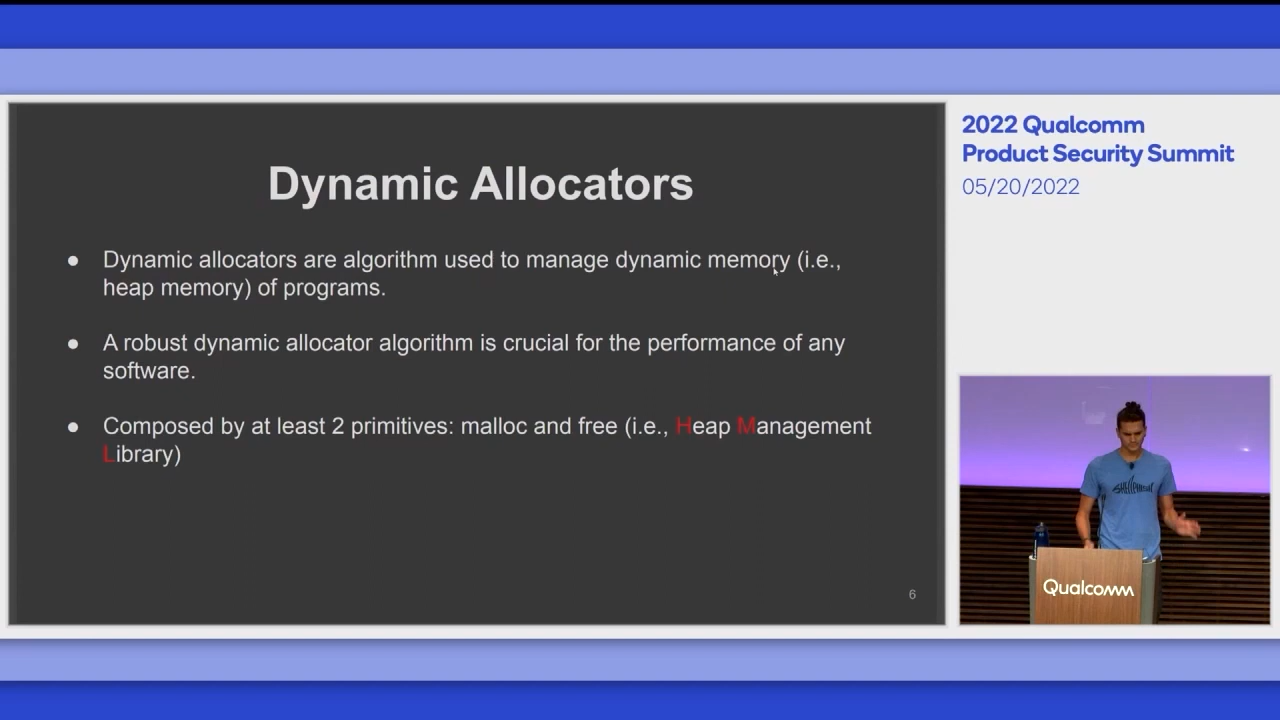 Dynamic Allocators
● Dynamic allocators are algorithm used to manage dynamic memory (i.e.,
heap memory) of programs.
● A robust dynamic allocator algorithm is crucial for the performance of any
software.
● Composed by at least 2 primitives: malloc and free (i.e., Heap Management
Library)
6
2022 Qualcomm
Product Security Summit
05/20/2022
Qualcomm